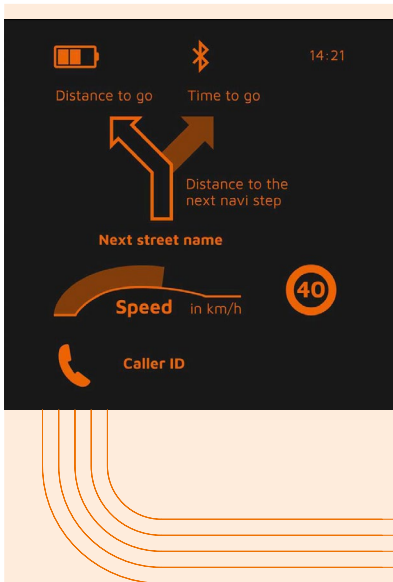 14:21
Distance to go
Time to go
Distance to the
next navi step
Next street name
Speed in km/h
40
Caller ID